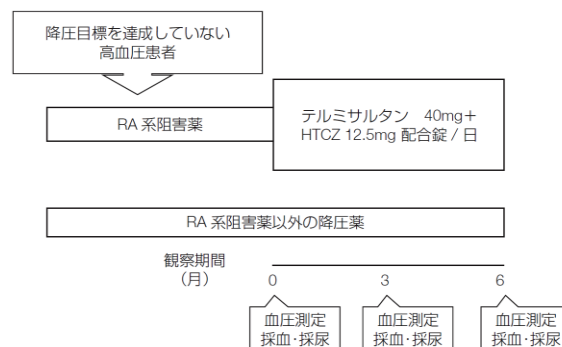 降圧目標を達成していない
高血圧患者
RA 系阻害薬
テルミサルタン　40mg＋
HTCZ 12.5mg 配合錠 / 日
RA 系阻害薬以外の降圧薬
観察期間
（月）
0
3
6
血圧測定
採血・採尿
血圧測定
採血・採尿
血圧測定
採血・採尿